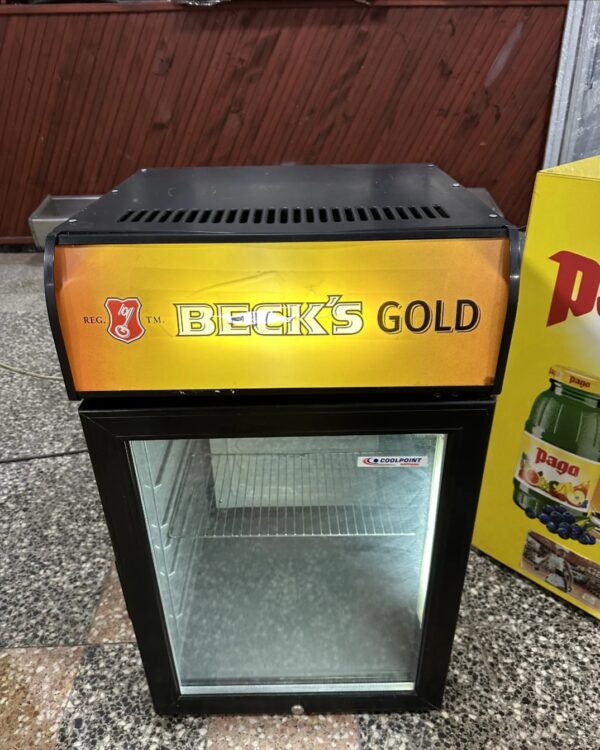 REG. TM. BECK'S GOLD
COOLPOINT
pago
pago